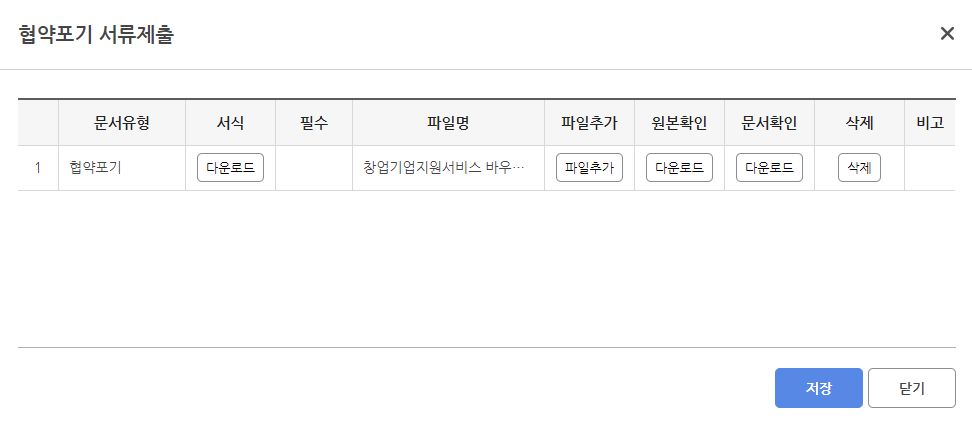 협약포기 서류제출
문서유형 서식 필수 파일명 파일추가 원본확인 문서확인 삭제 비고
1 협약포기 다운로드 창업기업지원서비스 바우… 파일추가 다운로드 다운로드 삭제
저장 닫기